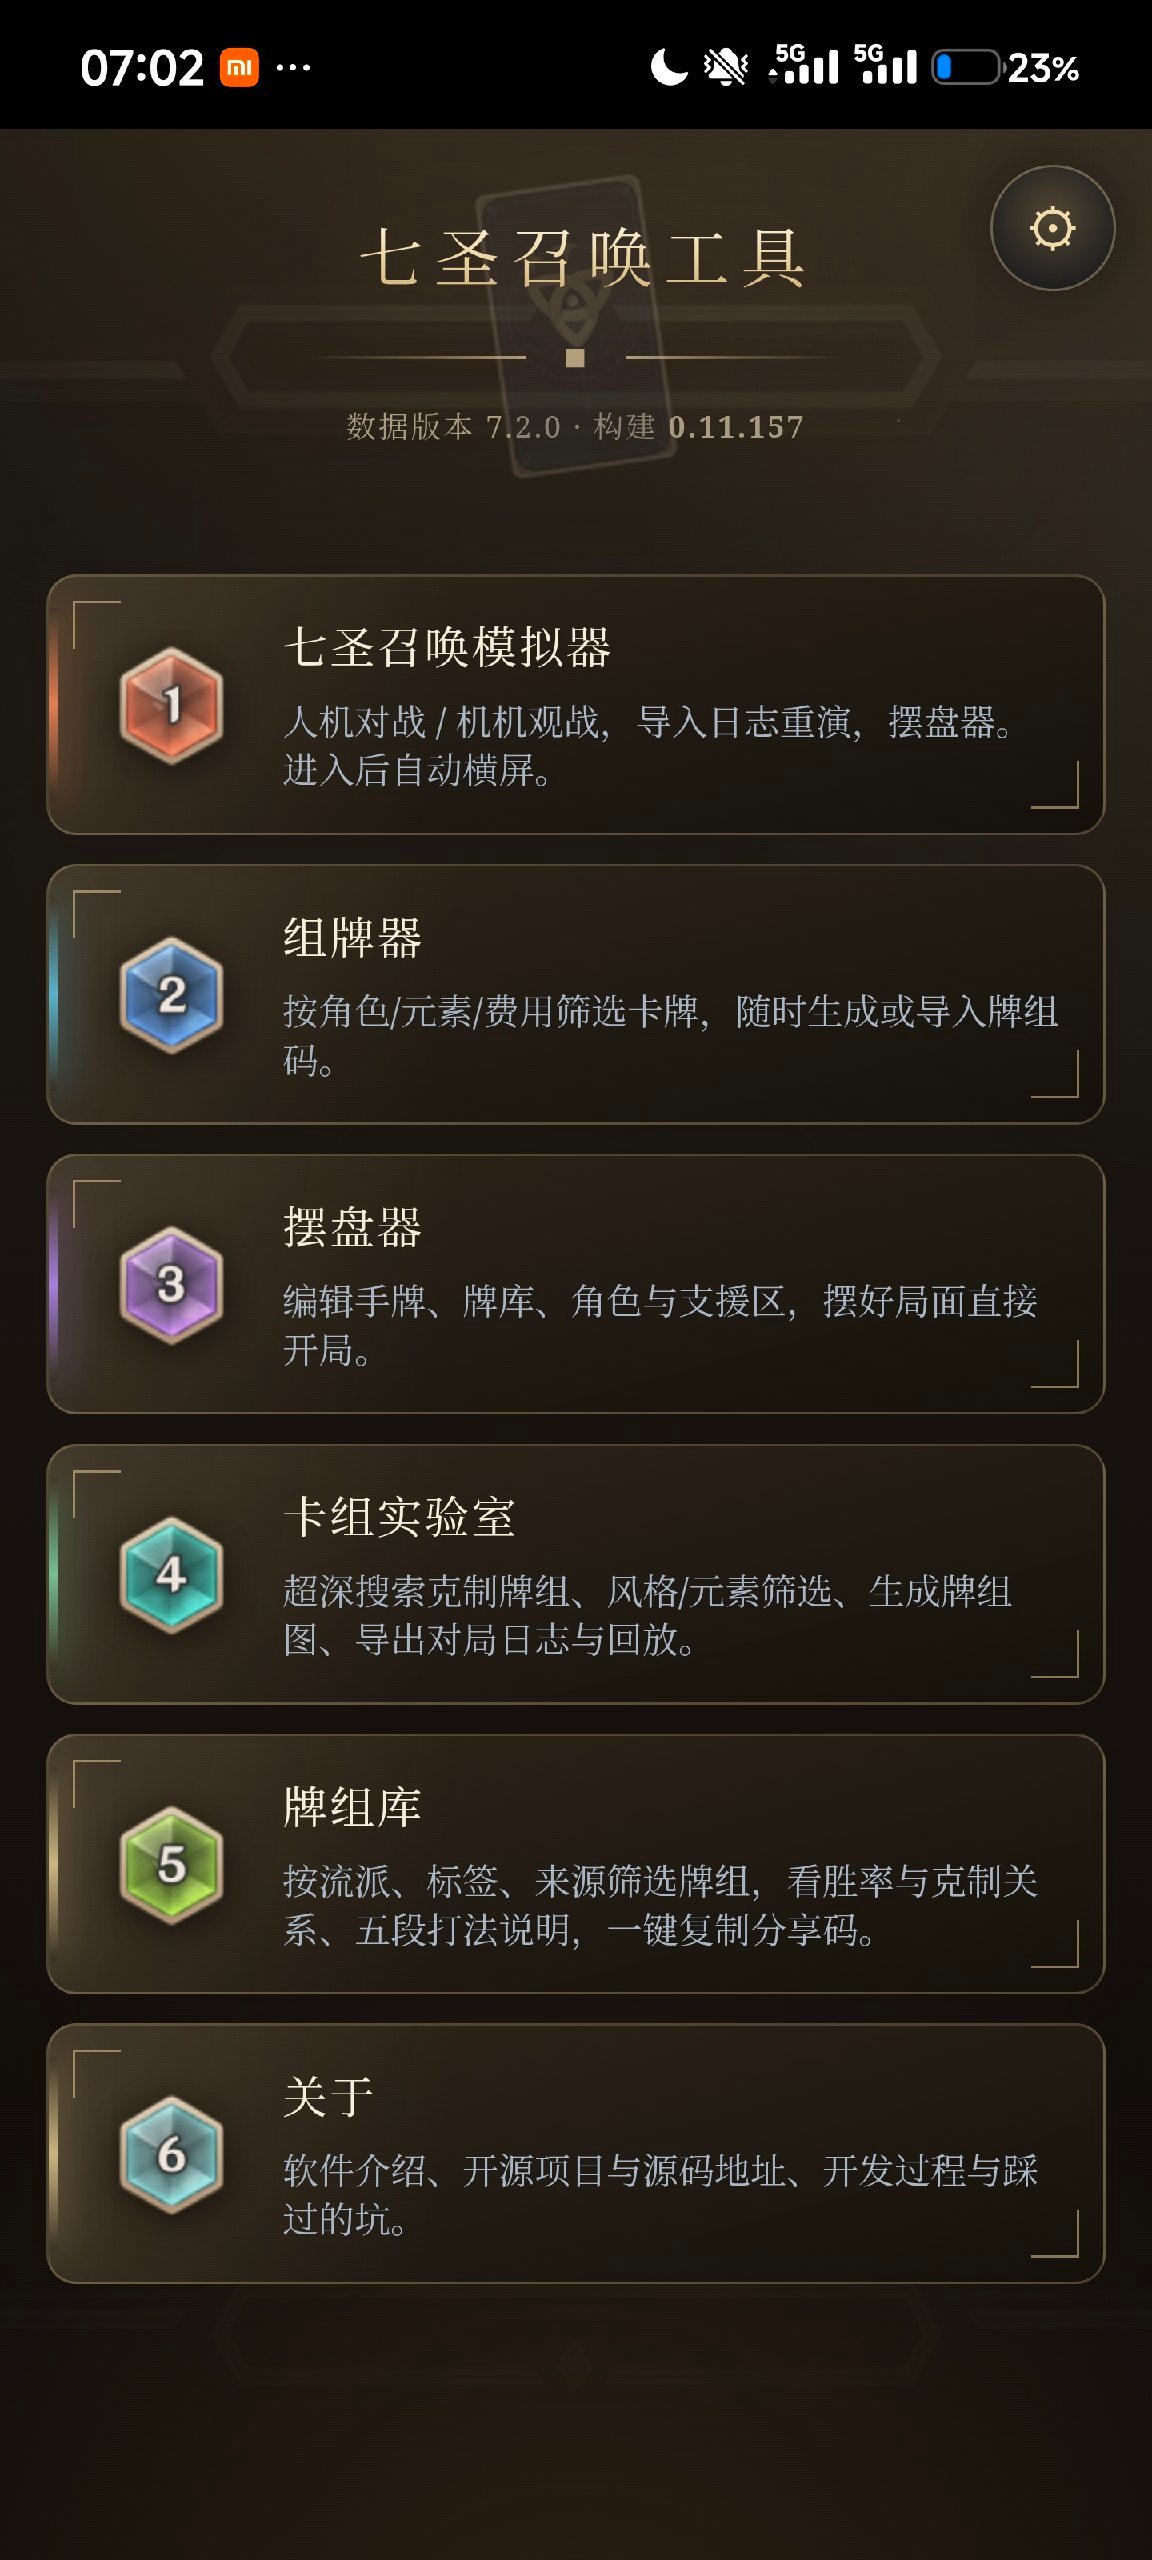 07:02
···
5G
5G
23%
七圣召唤工具
数据版本 7.2.0 · 构建 0.11.157
1
七圣召唤模拟器
人机对战 / 机机观战，导入日志重演，摆盘器。
进入后自动横屏。
2
组牌器
按角色/元素/费用筛选卡牌，随时生成或导入牌组
码。
3
摆盘器
编辑手牌、牌库、角色与支援区，摆好局面直接
开局。
4
卡组实验室
超深搜索克制牌组、风格/元素筛选、生成牌组
图、导出对局日志与回放。
5
牌组库
按流派、标签、来源筛选牌组，看胜率与克制关
系、五段打法说明，一键复制分享码。
6
关于
软件介绍、开源项目与源码地址、开发过程与踩
过的坑。